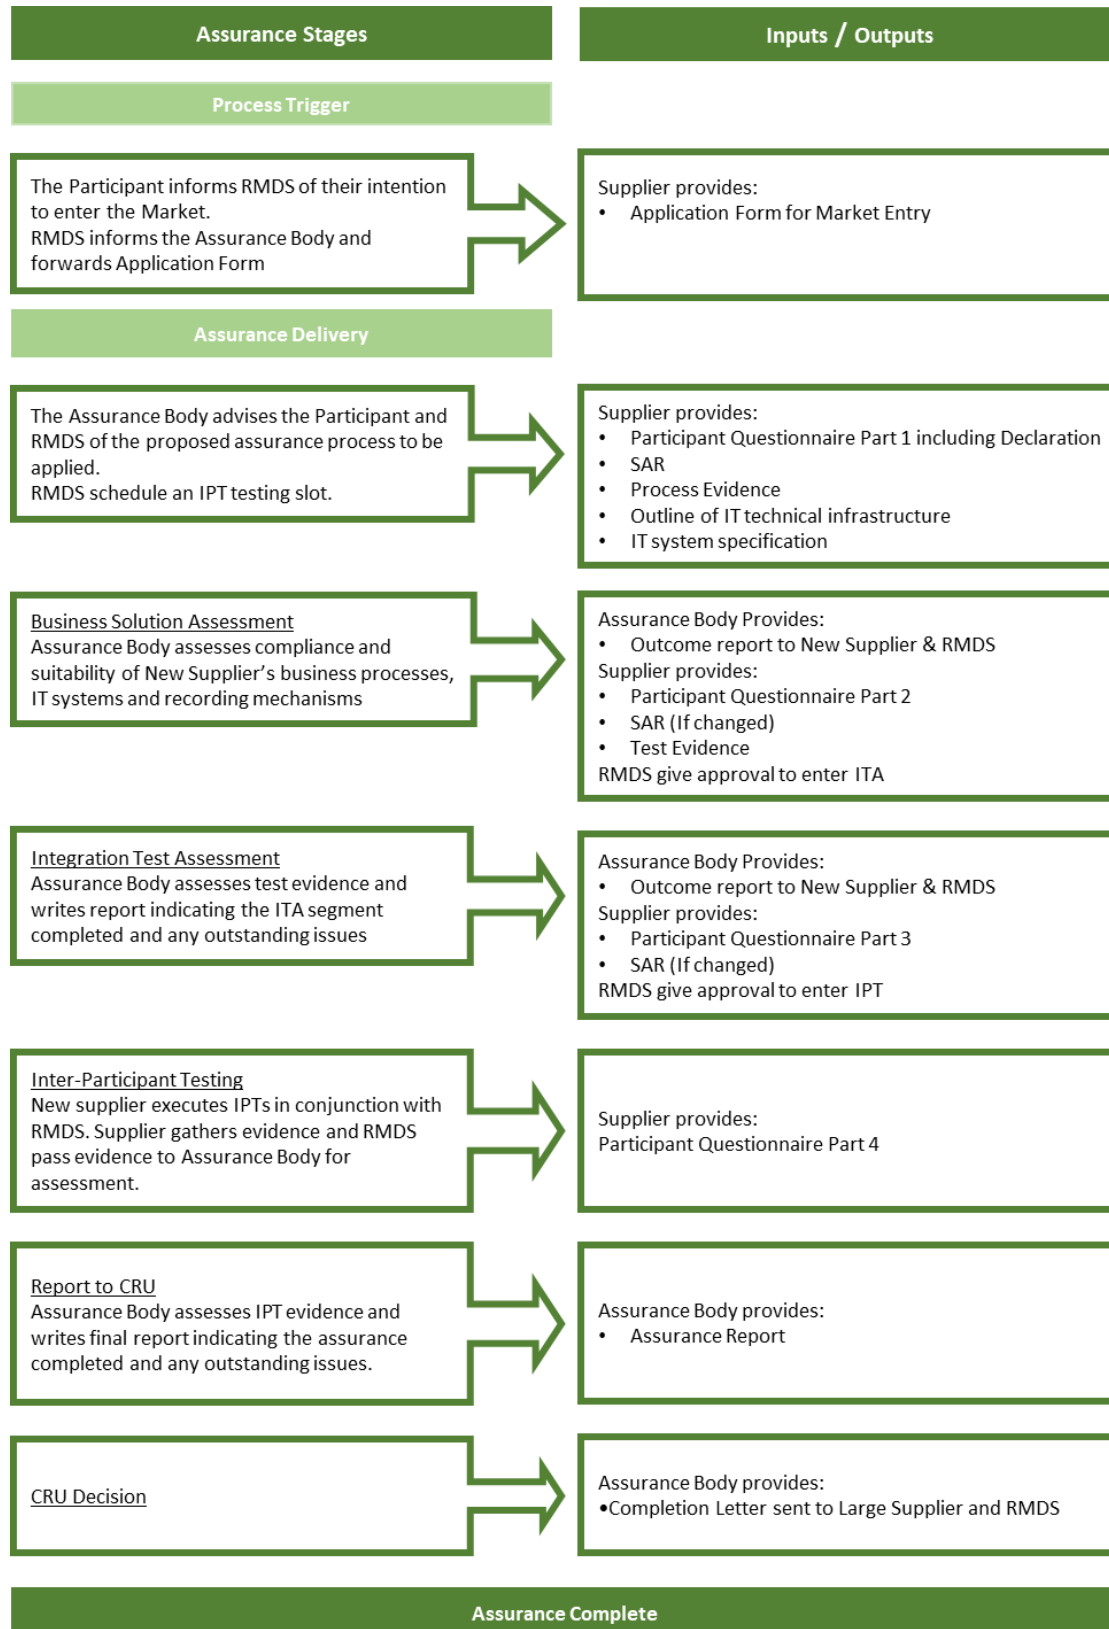 Assurance Stages
Inputs / Outputs
Process Trigger
The Participant informs RMDS of their intention
to enter the Market.
RMDS informs the Assurance Body and
forwards Application Form
Supplier provides:
• Application Form for Market Entry
Assurance Delivery
The Assurance Body advises the Participant and
RMDS of the proposed assurance process to be
applied.
RMDS schedule an IPT testing slot.
Supplier provides:
• Participant Questionnaire Part 1 including Declaration
• SAR
• Process Evidence
• Outline of IT technical infrastructure
• IT system specification
Business Solution Assessment
Assurance Body assesses compliance and
suitability of New Supplier’s business processes,
IT systems and recording mechanisms
Assurance Body Provides:
• Outcome report to New Supplier & RMDS
Supplier provides:
• Participant Questionnaire Part 2
• SAR (If changed)
• Test Evidence
RMDS give approval to enter ITA
Integration Test Assessment
Assurance Body assesses test evidence and
writes report indicating the ITA segment
completed and any outstanding issues
Assurance Body Provides:
• Outcome report to New Supplier & RMDS
Supplier provides:
• Participant Questionnaire Part 3
• SAR (If changed)
RMDS give approval to enter IPT
Inter-Participant Testing
New supplier executes IPTs in conjunction with
RMDS. Supplier gathers evidence and RMDS
pass evidence to Assurance Body for
assessment.
Supplier provides:
Participant Questionnaire Part 4
Report to CRU
Assurance Body assesses IPT evidence and
writes final report indicating the assurance
completed and any outstanding issues.
Assurance Body provides:
• Assurance Report
CRU Decision
Assurance Body provides:
•Completion Letter sent to Large Supplier and RMDS
Assurance Complete